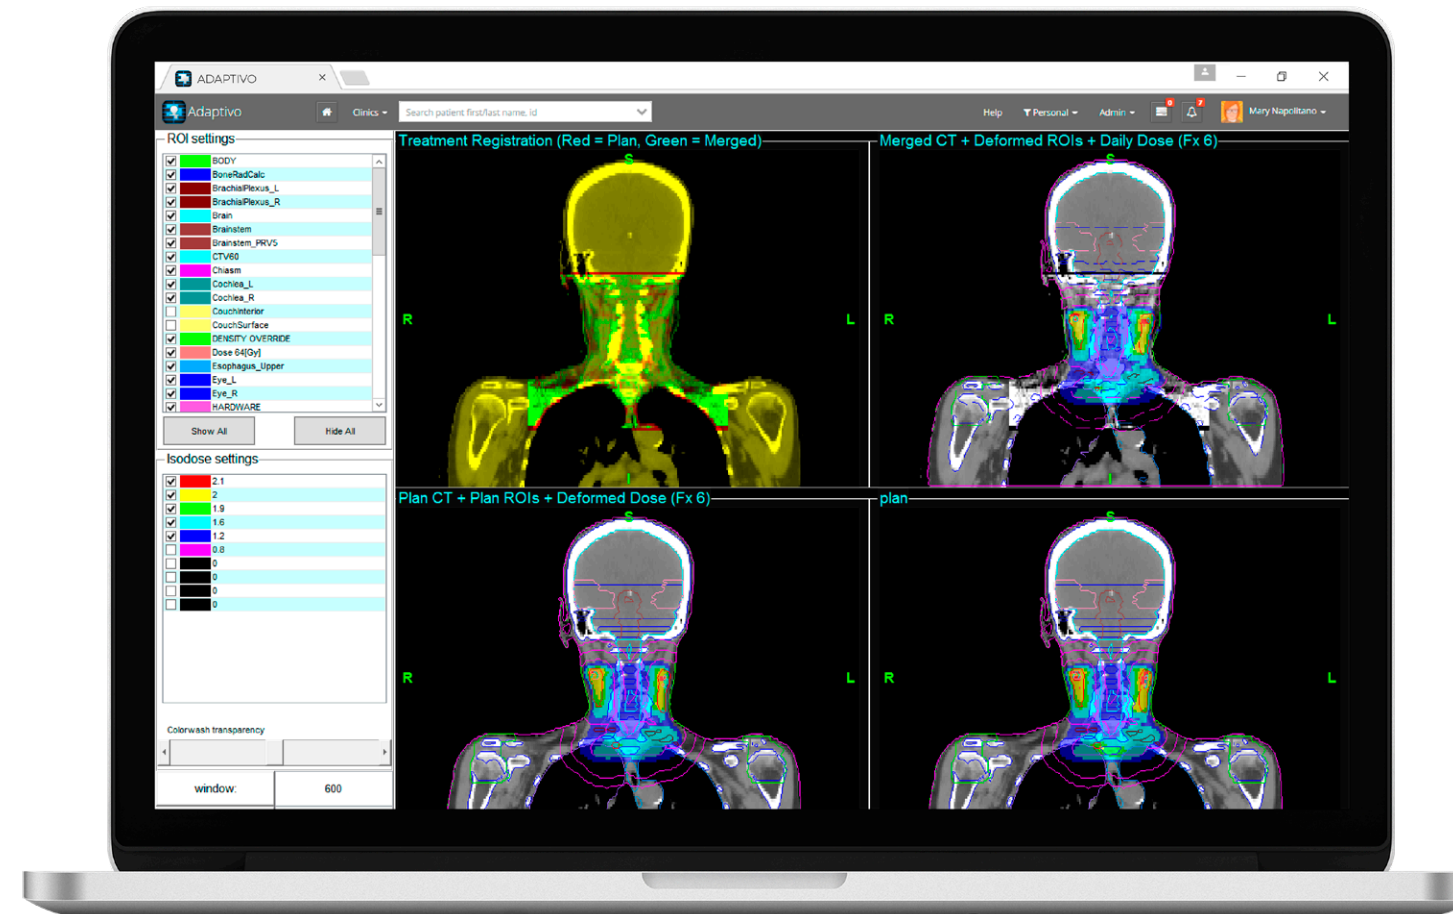 ADAPTIVO
Adaptivo
Clinics
Search patient first/last name, id
Help
Personal
Admin
0
7
Mary Napolitano
ROI settings
BODY
BoneRadCalc
BrachialPlexus_L
BrachialPlexus_R
Brain
Brainstem
Brainstem_PRV5
CTV60
Chiasm
Cochlea_L
Cochlea_R
CouchInterior
CouchSurface
DENSITY OVERRIDE
Dose 64[Gy]
Esophagus_Upper
Eye_L
Eye_R
HARDWARE
Show All
Hide All
Isodose settings
2.1
2
1.9
1.6
1.2
0.8
0
0
0
0
Colorwash transparency
window:
600
Treatment Registration (Red = Plan, Green = Merged)
S
R
L
I
Merged CT + Deformed ROIs + Daily Dose (Fx 6)
S
R
L
I
Plan CT + Plan ROIs + Deformed Dose (Fx 6)
S
R
L
plan
S
R
L